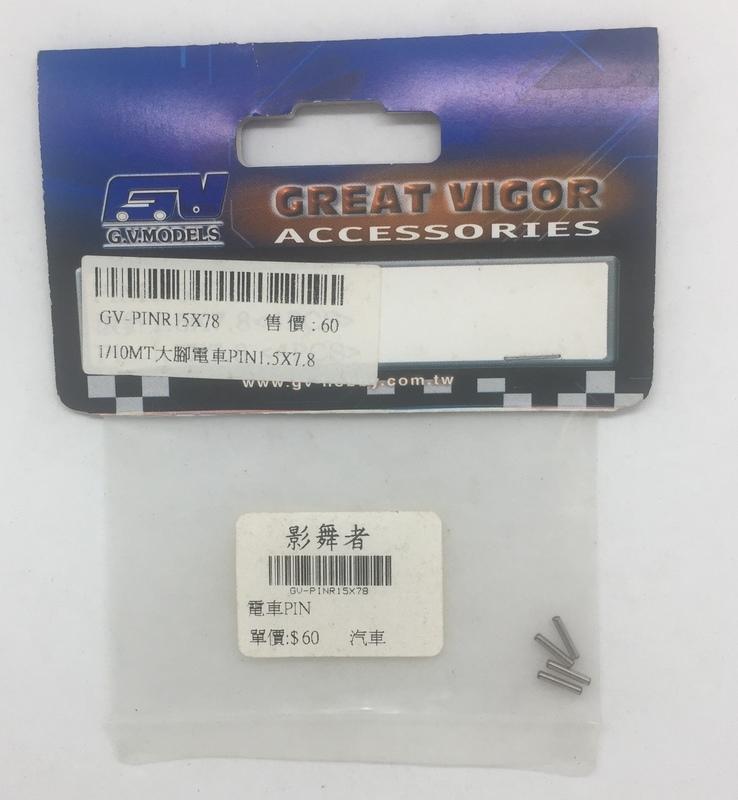 GV
G.V.MODELS
GREAT VIGOR
ACCESSORIES
GV-PINR15X78 售價:60
1/10MT大腳電車PIN1.5X7.8
影舞者
GV-PINR15X78
電車PIN
單價:$60 汽車